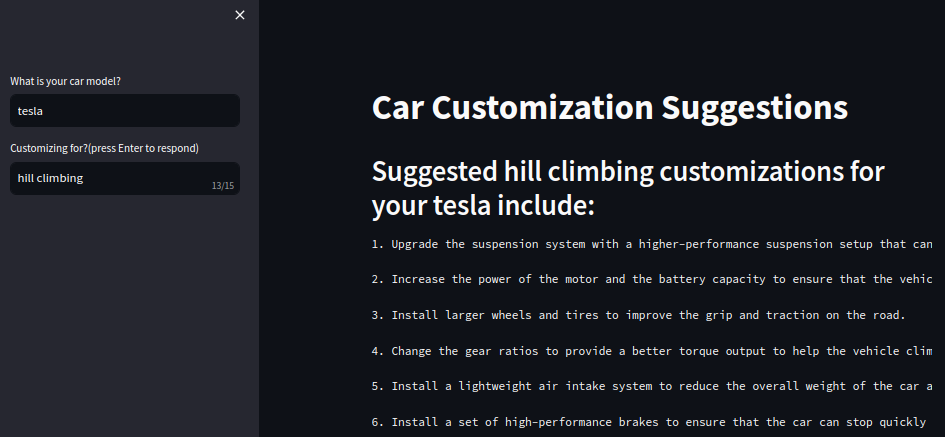 What is your car model?
tesla
Customizing for?(press Enter to respond)
hill climbing
13/15
Car Customization Suggestions
Suggested hill climbing customizations for
your tesla include:
1. Upgrade the suspension system with a higher-performance suspension setup that can
2. Increase the power of the motor and the battery capacity to ensure that the vehic
3. Install larger wheels and tires to improve the grip and traction on the road.
4. Change the gear ratios to provide a better torque output to help the vehicle clim
5. Install a lightweight air intake system to reduce the overall weight of the car a
6. Install a set of high-performance brakes to ensure that the car can stop quickly